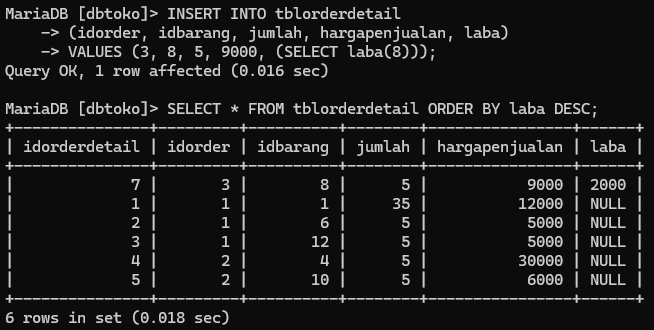 MariaDB [dbtoko]> INSERT INTO tblorderdetail
    -> (idorder, idbarang, jumlah, hargapenjualan, laba)
    -> VALUES (3, 8, 5, 9000, (SELECT laba(8)));
Query OK, 1 row affected (0.016 sec)

MariaDB [dbtoko]> SELECT * FROM tblorderdetail ORDER BY laba DESC;
+---------------+---------+----------+--------+----------------+------+
| idorderdetail | idorder | idbarang | jumlah | hargapenjualan | laba |
+---------------+---------+----------+--------+----------------+------+
|             7 |       3 |        8 |      5 |           9000 | 2000 |
|             1 |       1 |        1 |     35 |          12000 | NULL |
|             2 |       1 |        6 |      5 |           5000 | NULL |
|             3 |       1 |       12 |      5 |           5000 | NULL |
|             4 |       2 |        4 |      5 |          30000 | NULL |
|             5 |       2 |       10 |      5 |           6000 | NULL |
+---------------+---------+----------+--------+----------------+------+
6 rows in set (0.018 sec)